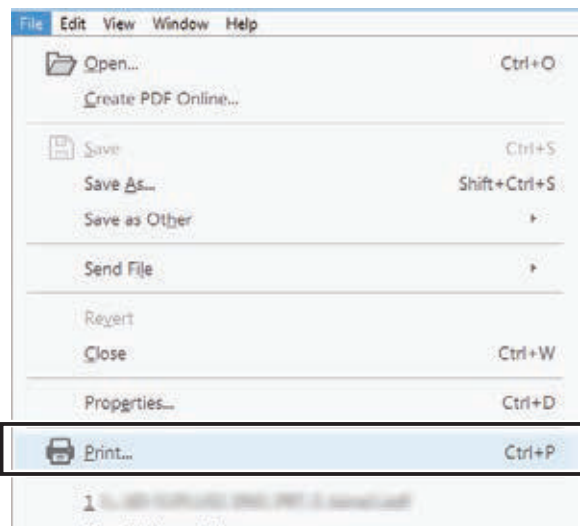 File Edit View Window Help
Open... Ctrl+O
Create PDF Online...
Save Ctrl+S
Save As... Shift+Ctrl+S
Save as Other
Send File
Revert
Close Ctrl+W
Properties... Ctrl+D
Print... Ctrl+P
1